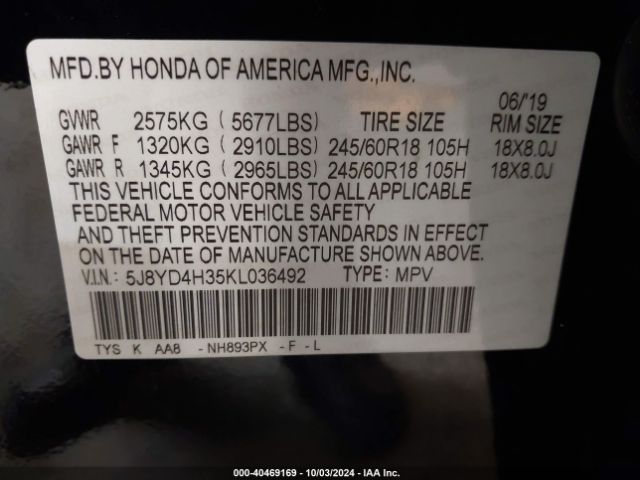 MFD.BY HONDA OF AMERICA MFG.,INC.
06/'19
GVWR 2575KG (5677LBS) TIRE SIZE RIM SIZE
GAWR F 1320KG (2910LBS) 245/60R18 105H 18X8.0J
GAWR R 1345KG (2965LBS) 245/60R18 105H 18X8.0J
THIS VEHICLE CONFORMS TO ALL APPLICABLE
FEDERAL MOTOR VEHICLE SAFETY
AND THEFT PREVENTION STANDARDS IN EFFECT
ON THE DATE OF MANUFACTURE SHOWN ABOVE.
V.I.N.: 5J8YD4H35KL036492 TYPE: MPV
TYS K AA8 -NH893PX -F -L
000-40469169 - 10/03/2024 - IAA Inc.